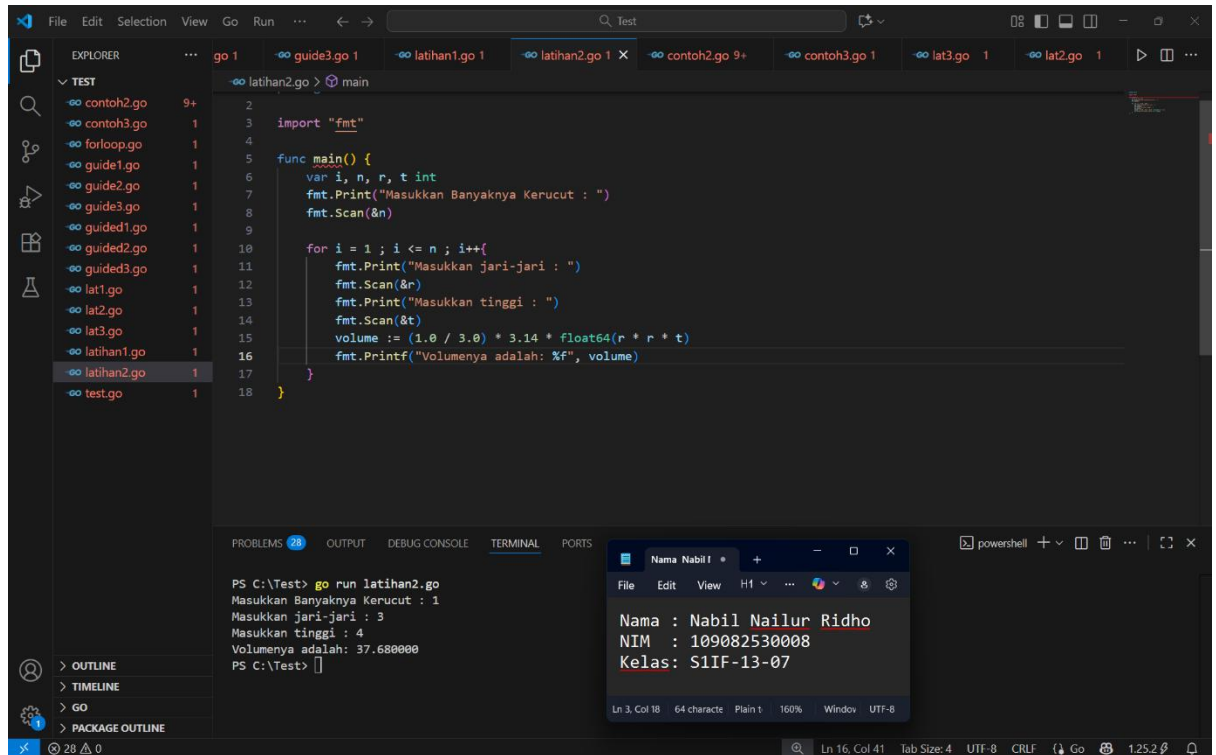 File Edit Selection View Go Run ... Test
EXPLORER ...
go 1 guide3.go 1 latihan1.go 1 latihan2.go 1 contoh2.go 9+ contoh3.go 1 lat3.go 1 lat2.go 1
TEST
latihan2.go > main
contoh2.go 9+
contoh3.go 1
forloop.go 1
guide1.go 1
guide2.go 1
guide3.go 1
guided1.go 1
guided2.go 1
guided3.go 1
lat1.go 1
lat2.go 1
lat3.go 1
latihan1.go 1
latihan2.go 1
test.go 1
2
3 import "fmt"
4
5 func main() {
6 var i, n, r, t int
7 fmt.Print("Masukkan Banyaknya Kerucut : ")
8 fmt.Scan(&n)
9
10 for i = 1 ; i <= n ; i++{
11 fmt.Print("Masukkan jari-jari : ")
12 fmt.Scan(&r)
13 fmt.Print("Masukkan tinggi : ")
14 fmt.Scan(&t)
15 volume := (1.0 / 3.0) * 3.14 * float64(r * r * t)
16 fmt.Printf("Volumenya adalah: %f", volume)
17 }
18 }
PROBLEMS 28 OUTPUT DEBUG CONSOLE TERMINAL PORTS powershell
PS C:\Test> go run latihan2.go
Masukkan Banyaknya Kerucut : 1
Masukkan jari-jari : 3
Masukkan tinggi : 4
Volumenya adalah: 37.680000
PS C:\Test>
Nama Nabil
File Edit View H1 ...
Nama : Nabil Nailur Ridho
NIM : 109082530008
Kelas: S1IF-13-07
Ln 3, Col 18 64 characte Plain t 160% Window UTF-8
OUTLINE
TIMELINE
GO
PACKAGE OUTLINE
1
28 0 Ln 16, Col 41 Tab Size: 4 UTF-8 CRLF Go 1.25.2